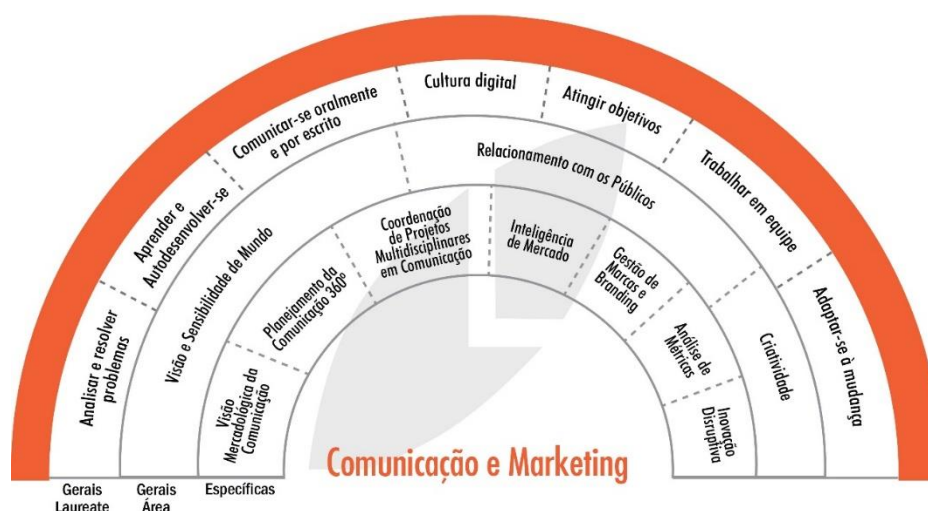 Analisar e resolver
problemas
Aprender e
Autodesenvolver-se
Comunicar-se oralmente
e por escrito
Cultura digital
Atingir objetivos
Trabalhar em equipe
Adaptar-se à mudança
Visão e Sensibilidade de Mundo
Relacionamento com os Públicos
Criatividade
Visão
Mercadológica da
Comunicação
Planejamento da
Comunicação 360º
Coordenação
de Projetos
Multidisciplinares
em Comunicação
Inteligência
de Mercado
Gestão de
Marcas e
Branding
Análise de
Métricas
Inovação
Disruptiva
Comunicação e Marketing
Gerais
Laureate
Gerais
Área
Específicas